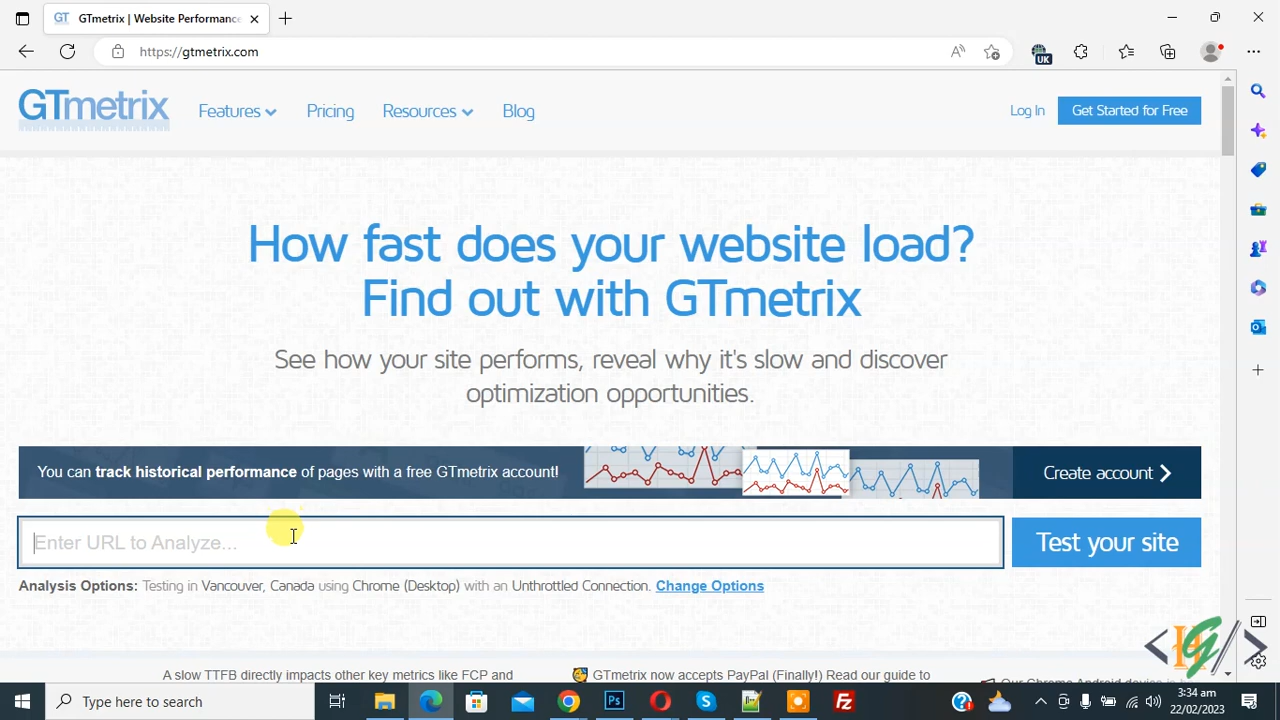 GTmetrix | Website Performance
https://gtmetrix.com
UK
GTmetrix
Features
Pricing
Resources
Blog
Log In
Get Started for Free
How fast does your website load?
Find out with GTmetrix
See how your site performs, reveal why it's slow and discover
optimization opportunities.
You can track historical performance of pages with a free GTmetrix account!
Create account
Enter URL to Analyze...
Test your site
Analysis Options: Testing in Vancouver, Canada using Chrome (Desktop) with an Unthrottled Connection. Change Options
A slow TTFB directly impacts other key metrics like FCP and
GTmetrix now accepts PayPal (Finally!) Read our guide to
Type here to search
3:34 am
22/02/2023